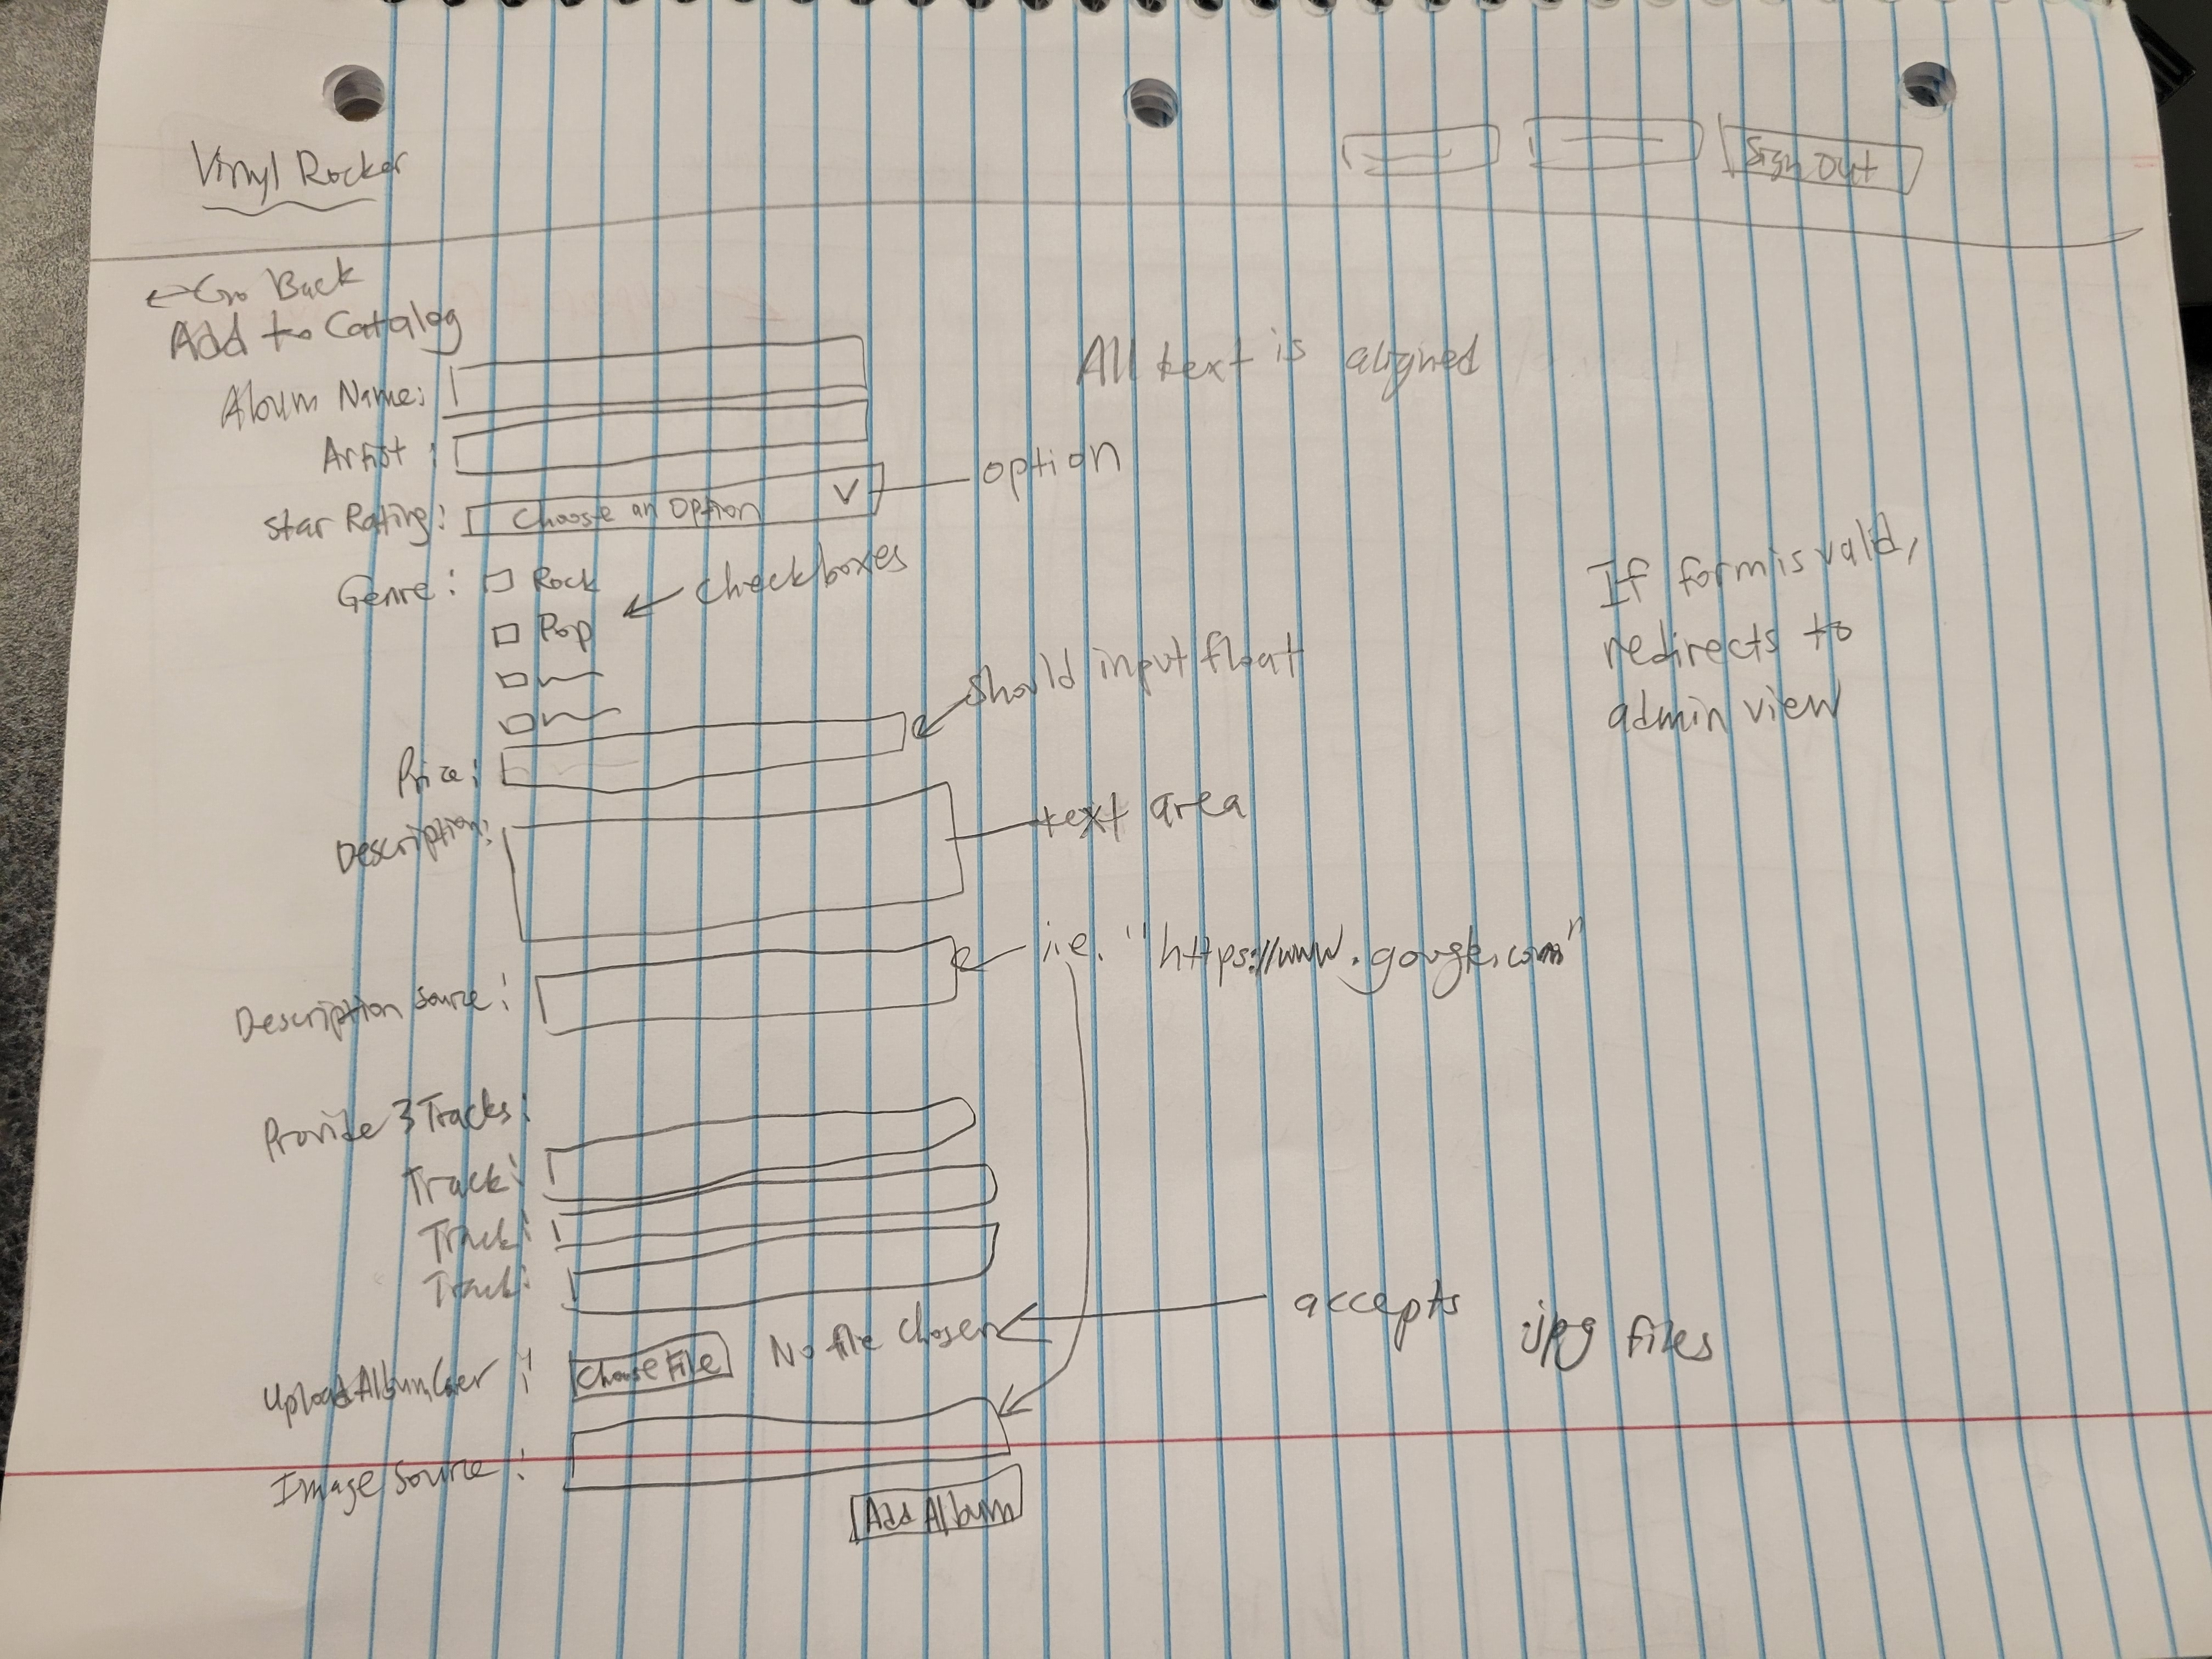 Vinyl Rocker
Sign Out
← Go Back
Add to Catalog
All text is aligned
Album Name:
Artist :
option
Star Rating: Choose an Option V
Genre: Rock
checkboxes
Pop
If form is valid,
redirects to
admin view
should input float
Price:
Description:
text area
i.e. "https://www.google.com"
Description Source:
Provide 3 Tracks:
Track:
Track:
Track:
accepts .jpg files
Upload Album Cover : Choose File No file chosen
Image Source :
Add Album